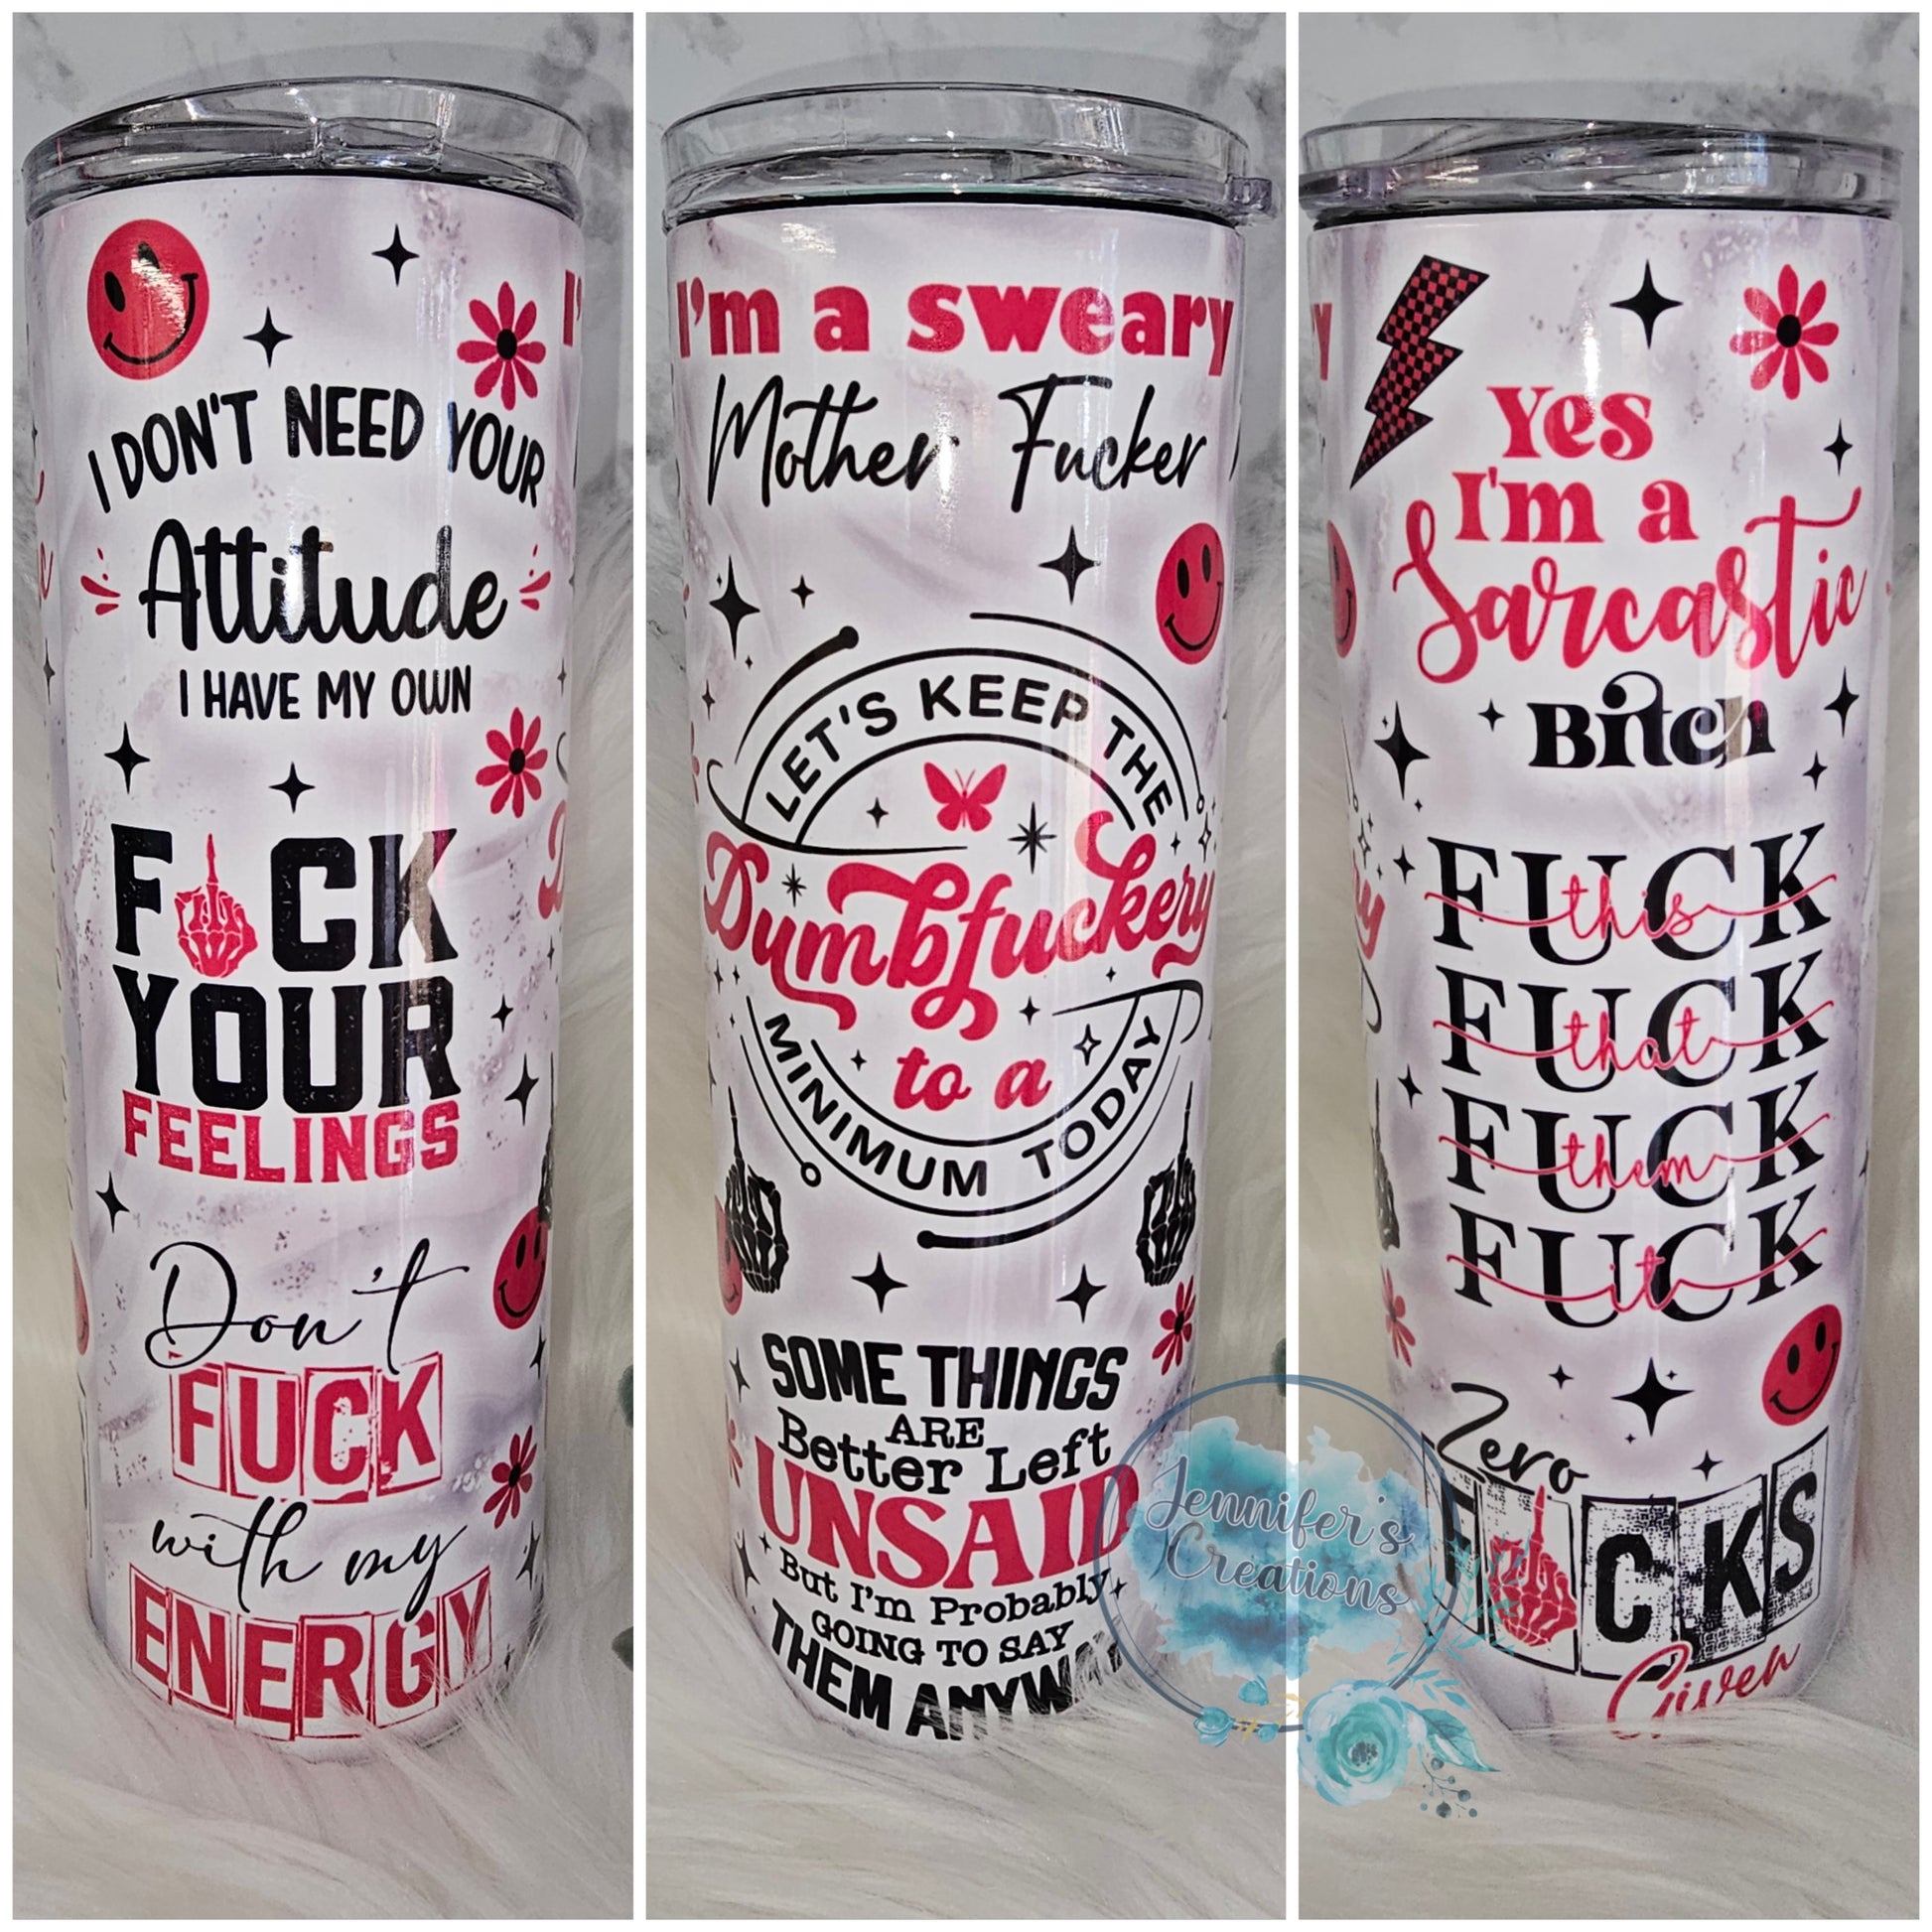 I DON'T NEED YOUR
Attitude
I HAVE MY OWN
F CK
YOUR
FEELINGS
Don't
FUCK
with my
ENERGY
I'm a sweary
Mother Fucker
LET'S KEEP THE
Dumbfuckery
to a
MINIMUM TODAY
SOME THINGS
ARE
Better Left
UNSAID
But I'm Probably
GOING TO SAY
THEM ANYWAY
Yes
I'm a
Sarcastic
Bitch
FUCK
this
FUCK
that
FUCK
them
FUCK
it
Zero
F CKS
Given
Jennifer's
Creations